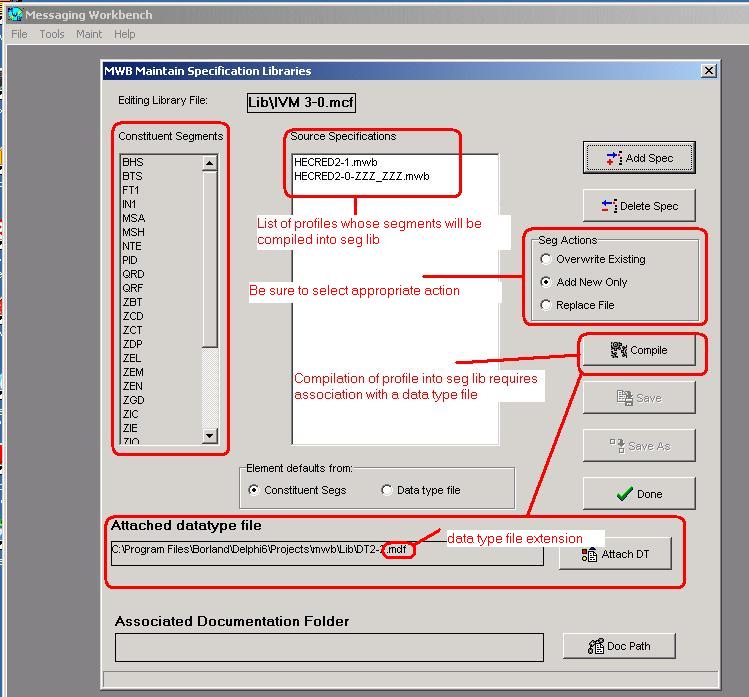 Messaging Workbench
File Tools Maint Help
MWB Maintain Specification Libraries
Editing Library File:
Lib\IVM 3-0.mcf
Constituent Segments
BHS
BTS
FT1
IN1
MSA
MSH
NTE
PID
QRD
QRF
ZBT
ZCD
ZCT
ZDP
ZEL
ZEM
ZEN
ZGD
ZIC
ZIE
ZIO
Source Specifications
HECRED2-1.mwb
HECRED2-0-ZZZ_ZZZ.mwb
List of profiles whose segments will be
compiled into seg lib
Be sure to select appropriate action
Compilation of profile into seg lib requires
association with a data type file
Add Spec
Delete Spec
Seg Actions
Overwrite Existing
Add New Only
Replace File
Compile
Save
Save As
Done
Element defaults from:
Constituent Segs
Data type file
Attached datatype file
C:\Program Files\Borland\Delphi6\Projects\mwb\Lib\DT2-2.mdf
data type file extension
Attach DT
Associated Documentation Folder
Doc Path